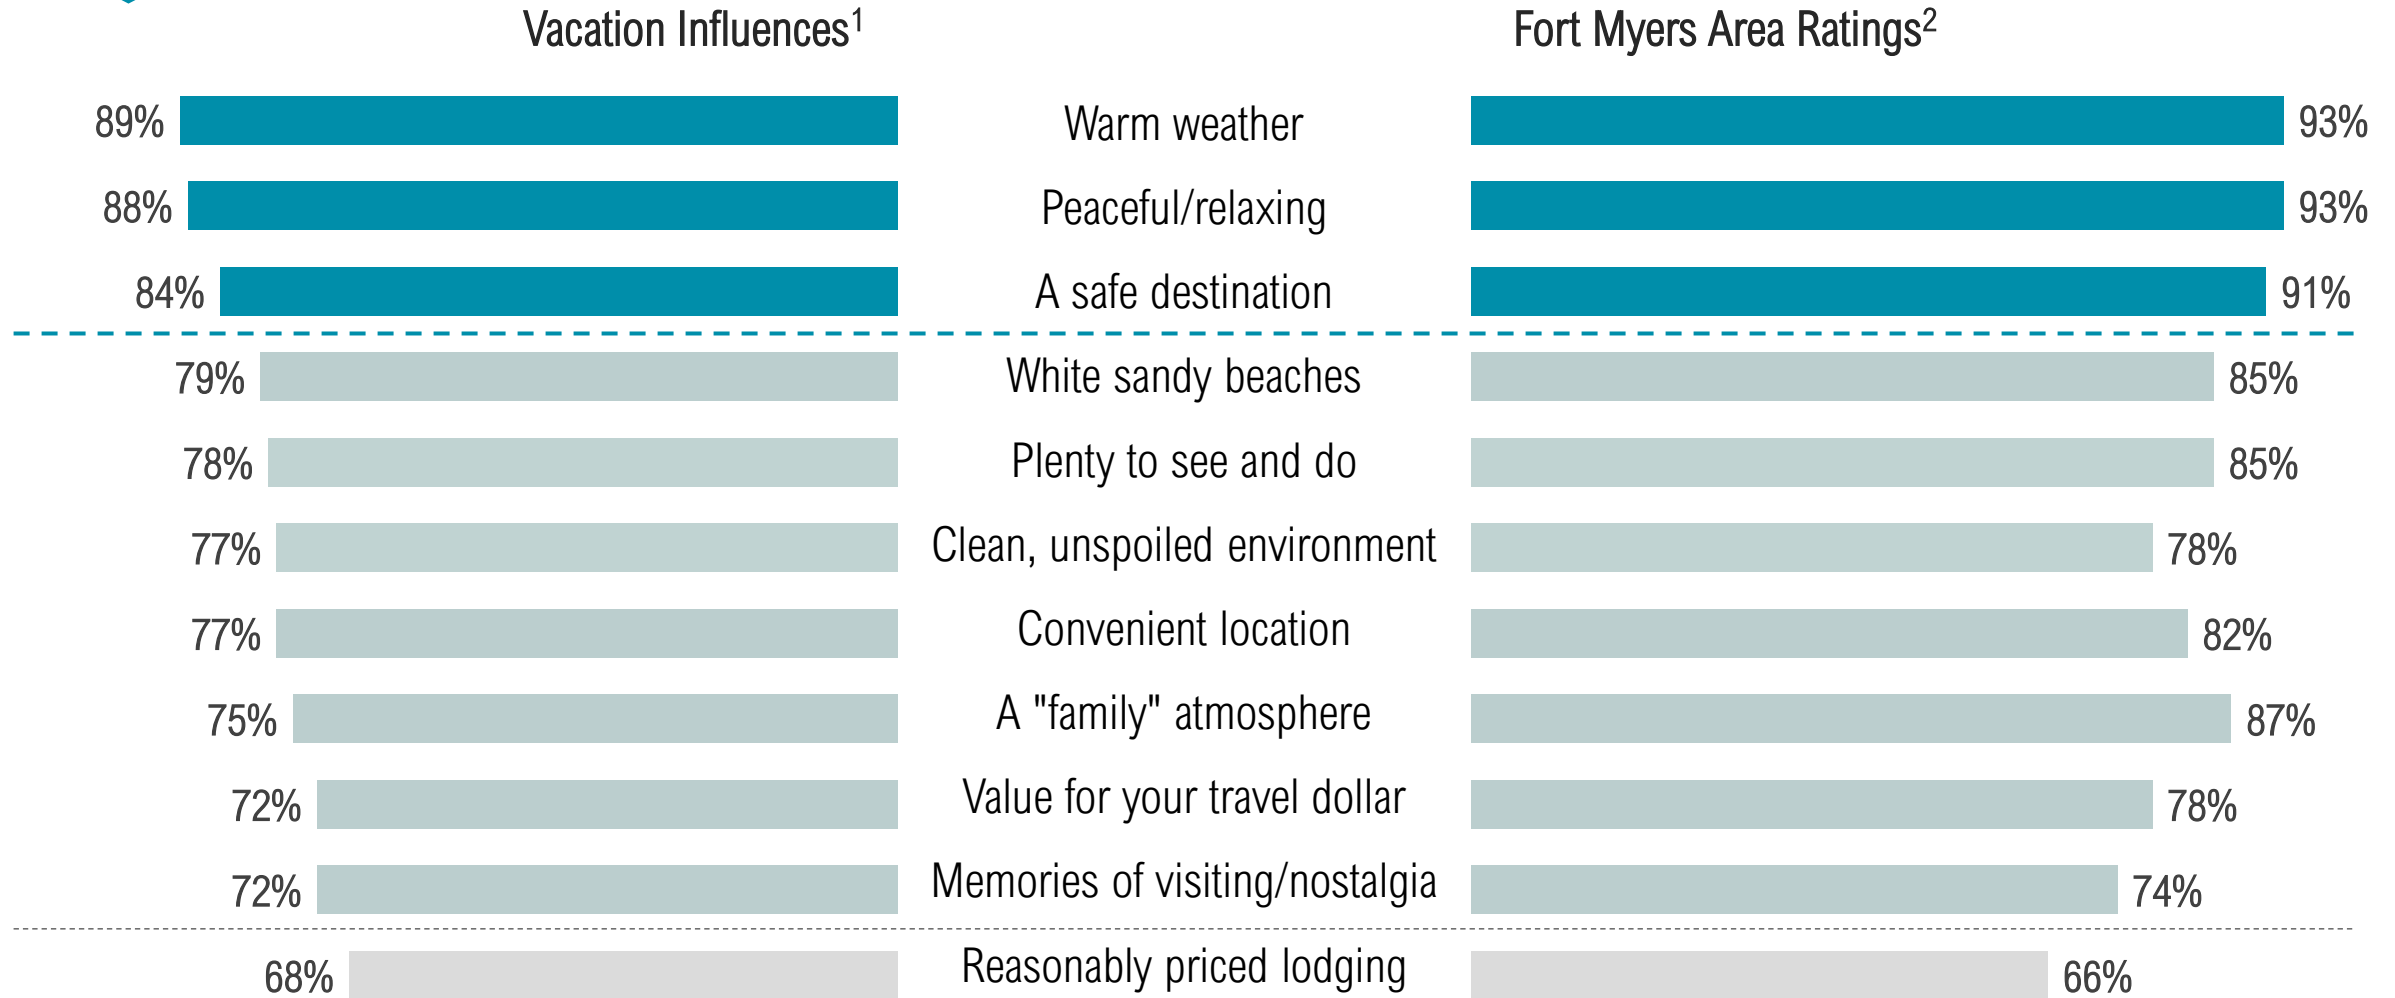 Vacation Influences¹ Fort Myers Area Ratings²
89% Warm weather 93%
88% Peaceful/relaxing 93%
84% A safe destination 91%
79% White sandy beaches 85%
78% Plenty to see and do 85%
77% Clean, unspoiled environment 78%
77% Convenient location 82%
75% A "family" atmosphere 87%
72% Value for your travel dollar 78%
72% Memories of visiting/nostalgia 74%
68% Reasonably priced lodging 66%